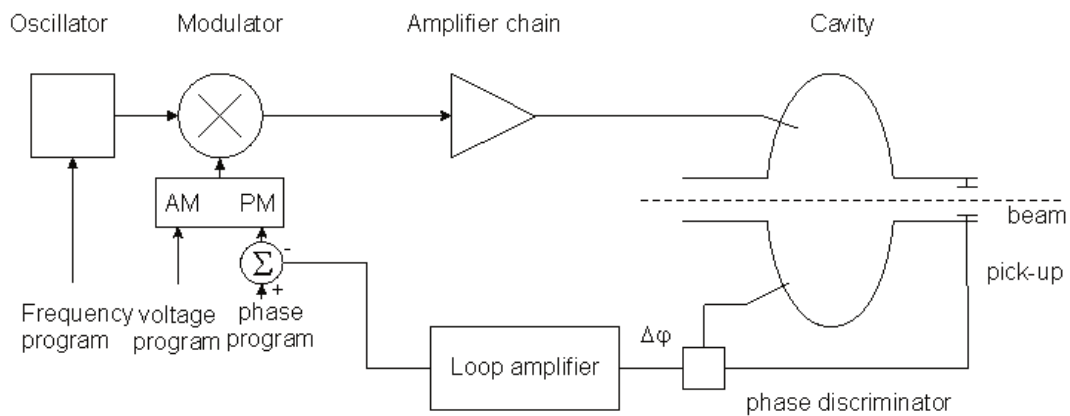 Oscillator
Modulator
Amplifier chain
Cavity
AM PM
beam
-
Σ
+
pick-up
Frequency
program
voltage
program
phase
program
Δφ
Loop amplifier
phase discriminator